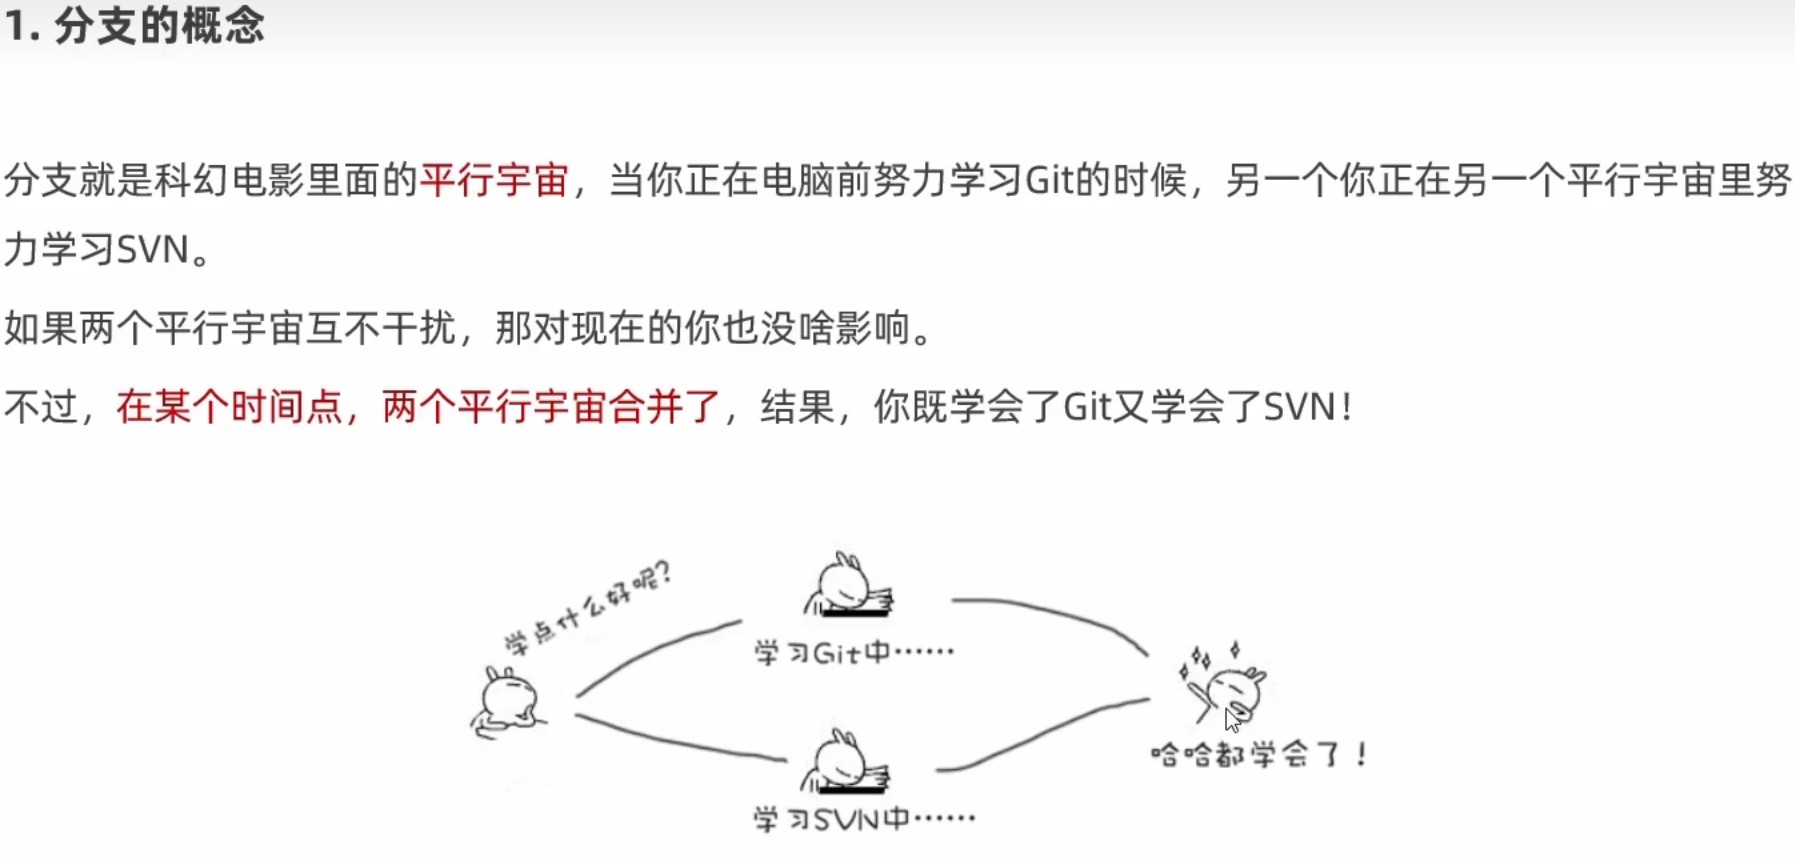 1. 分支的概念
分支就是科幻电影里面的平行宇宙，当你正在电脑前努力学习Git的时候，另一个你正在另一个平行宇宙里努
力学习SVN。
如果两个平行宇宙互不干扰，那对现在的你也没啥影响。
不过，在某个时间点，两个平行宇宙合并了，结果，你既学会了Git又学会了SVN！
学点什么好呢？
学习Git中……
哈哈都学会了！
学习SVN中……